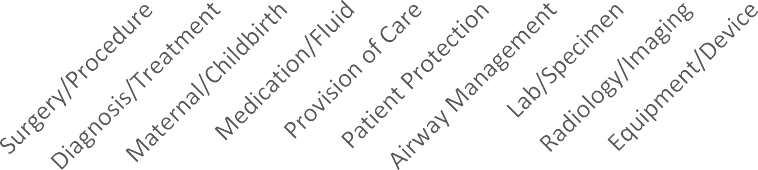 Surgery/Procedure
Diagnosis/Treatment
Maternal/Childbirth
Medication/Fluid
Provision of Care
Patient Protection
Airway Management
Lab/Specimen
Radiology/Imaging
Equipment/Device